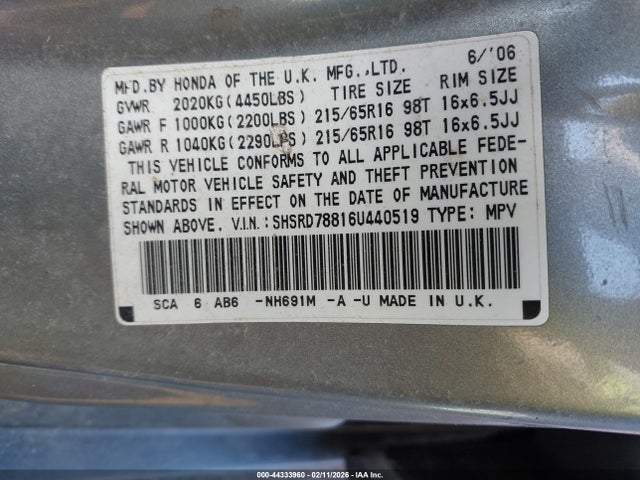 MFD.BY HONDA OF THE U.K. MFG.,LTD. 6/'06
GVWR 2020KG(4450LBS) TIRE SIZE RIM SIZE
GAWR F 1000KG(2200LBS) 215/65R16 98T 16x6.5JJ
GAWR R 1040KG(2290LBS) 215/65R16 98T 16x6.5JJ
THIS VEHICLE CONFORMS TO ALL APPLICABLE FEDE-
RAL MOTOR VEHICLE SAFETY AND THEFT PREVENTION
STANDARDS IN EFFECT ON THE DATE OF MANUFACTURE
SHOWN ABOVE. V.I.N.:SHSRD78816U440519 TYPE: MPV
SCA 6 AB6 -NH691M -A -U MADE IN U.K.
000-44333960 - 02/11/2026 - IAA Inc.